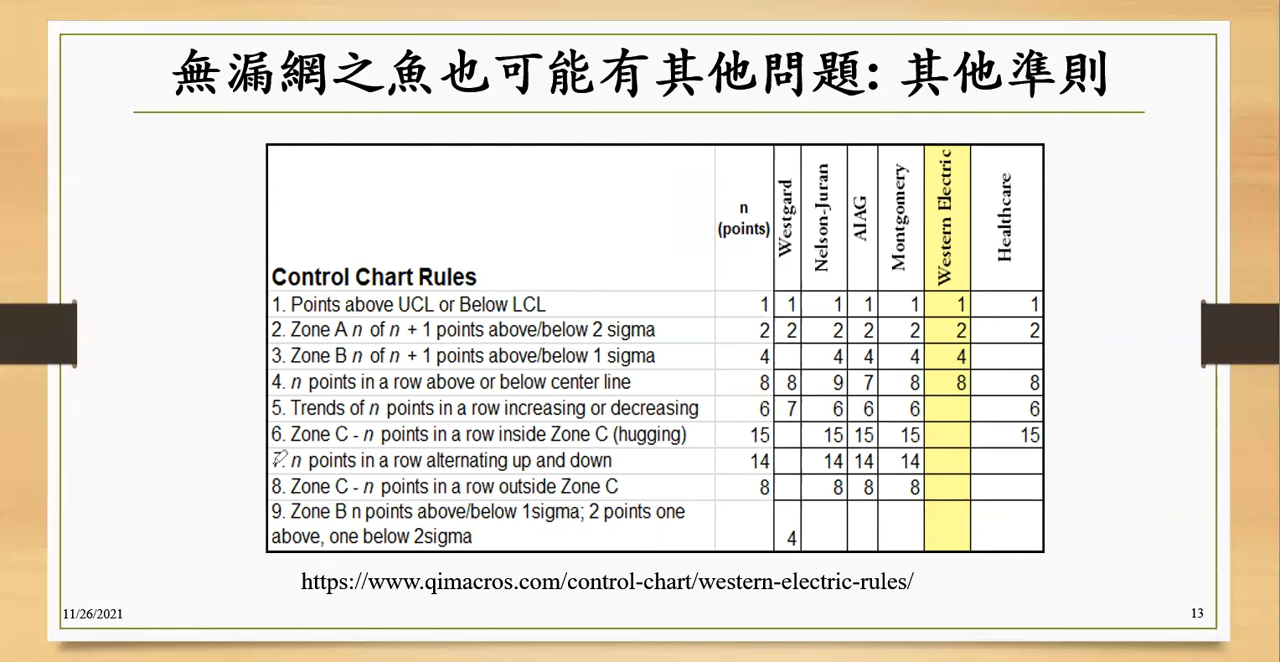 無漏網之魚也可能有其他問題: 其他準則
Control Chart Rules n (points) Westgard Nelson-Juran AIAG Montgomery Western Electric Healthcare
1. Points above UCL or Below LCL 1 1 1 1 1 1 1
2. Zone A n of n + 1 points above/below 2 sigma 2 2 2 2 2 2 2
3. Zone B n of n + 1 points above/below 1 sigma 4 4 4 4 4
4. n points in a row above or below center line 8 8 9 7 8 8 8
5. Trends of n points in a row increasing or decreasing 6 7 6 6 6 6
6. Zone C - n points in a row inside Zone C (hugging) 15 15 15 15 15
7. n points in a row alternating up and down 14 14 14 14
8. Zone C - n points in a row outside Zone C 8 8 8 8
9. Zone B n points above/below 1sigma; 2 points one
above, one below 2sigma 4
https://www.qimacros.com/control-chart/western-electric-rules/
11/26/2021
13